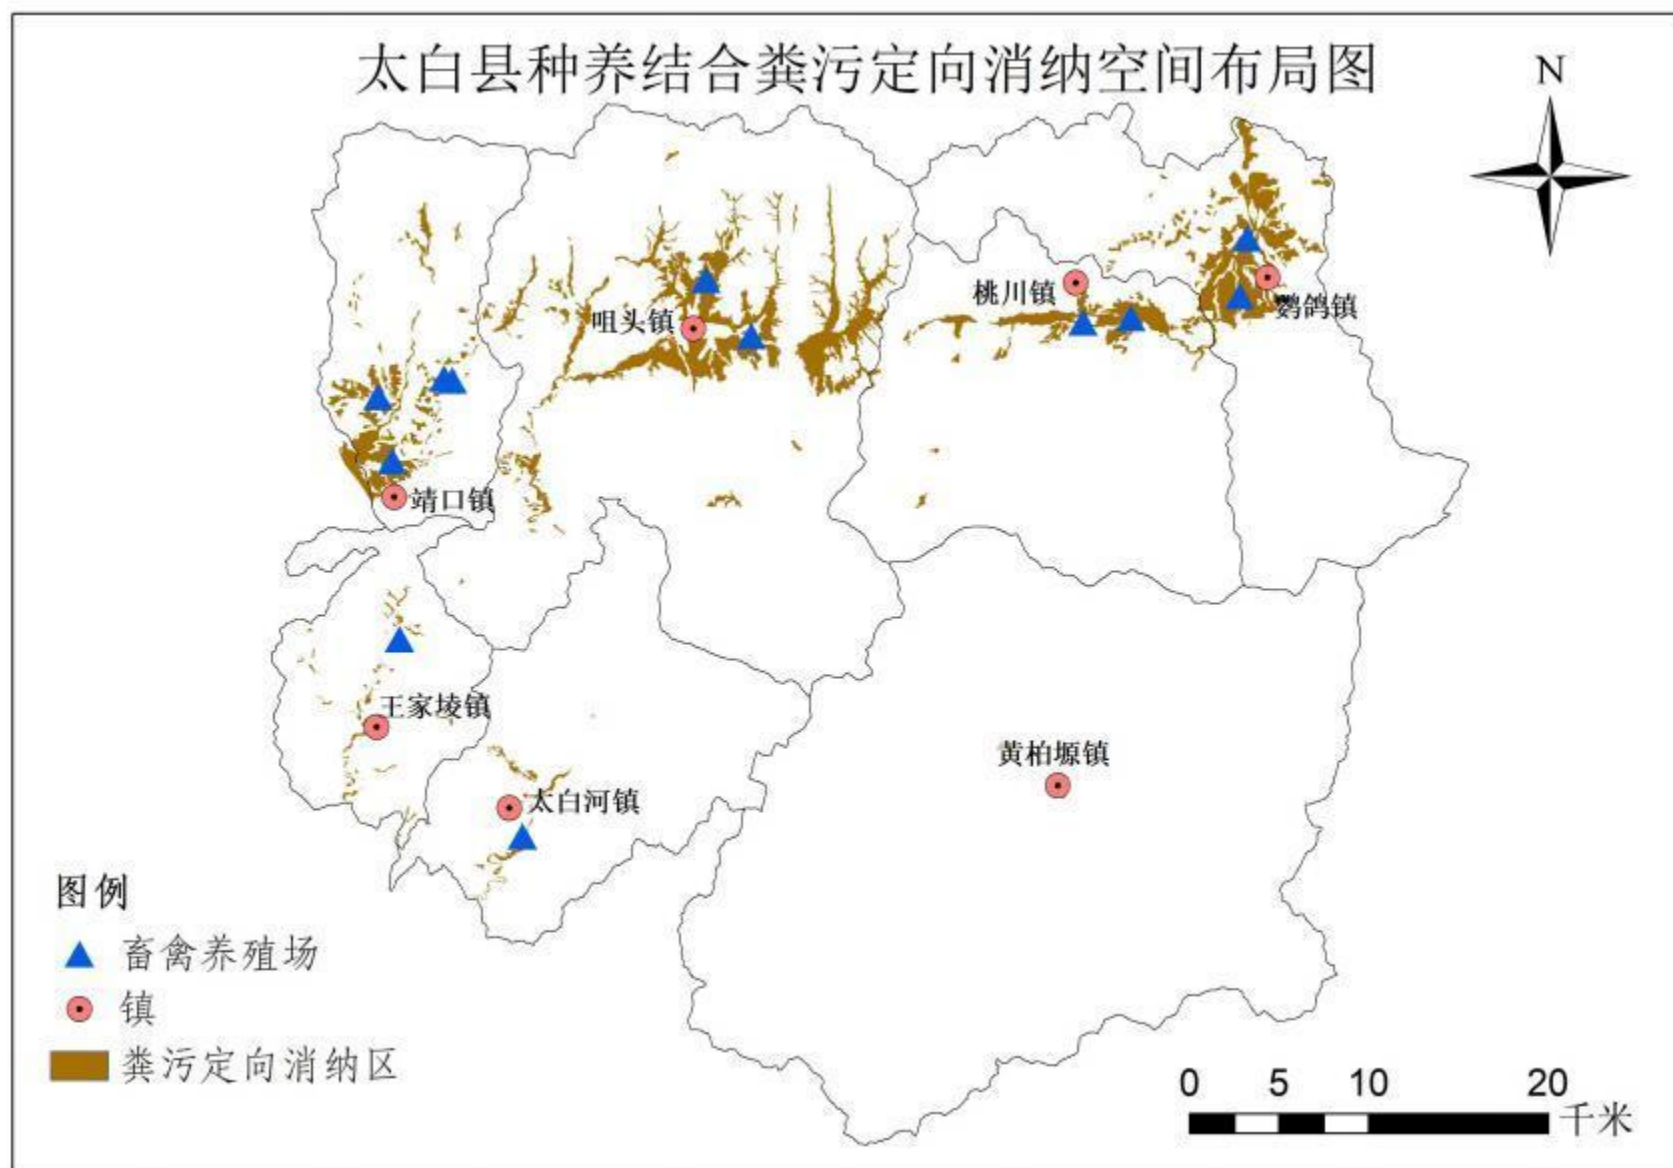 太白县种养结合粪污定向消纳空间布局图
N
桃川镇
鹦鸽镇
咀头镇
靖口镇
王家堎镇
黄柏塬镇
太白河镇
图例
畜禽养殖场
镇
粪污定向消纳区
0 5 10 20
千米